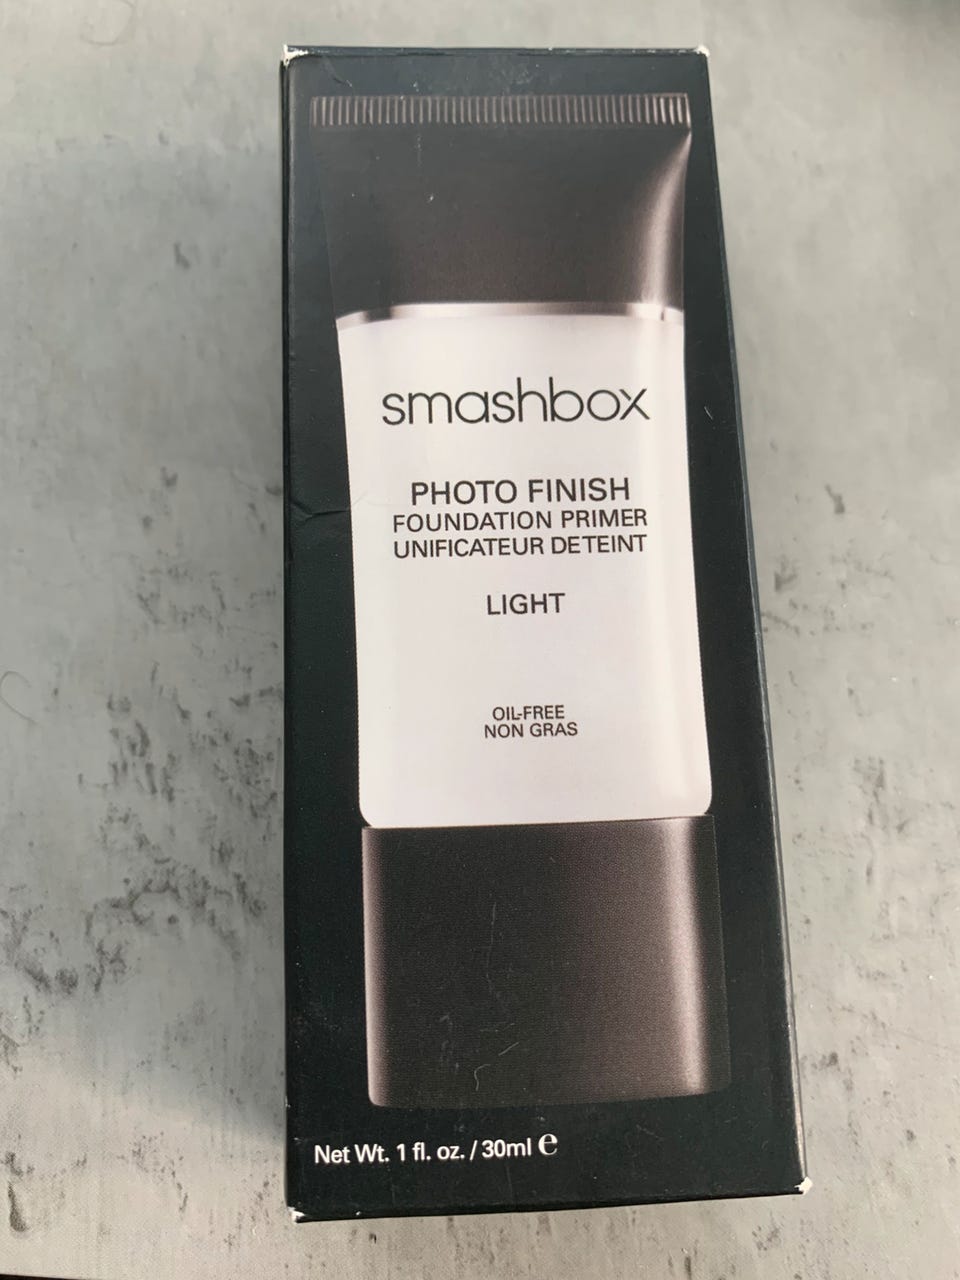 smashbox
PHOTO FINISH
FOUNDATION PRIMER
UNIFICATEUR DETEINT
LIGHT
OIL-FREE
NON GRAS
Net Wt. 1 fl. oz. / 30ml ℮